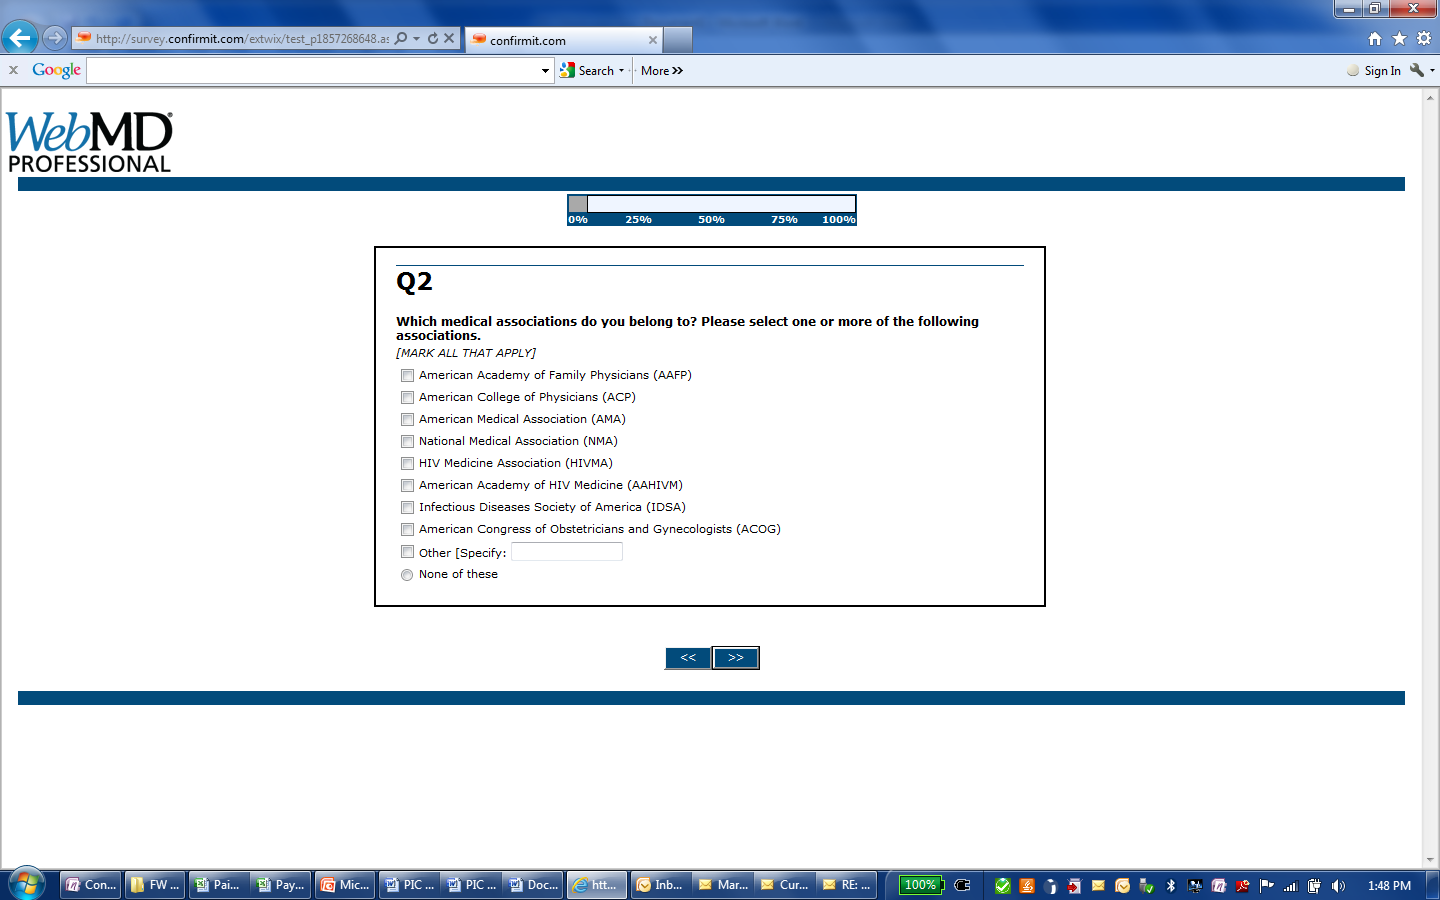 http://survey.confirmit.com/extwix/test_p1857268648.as
confirmit.com
x Google Search More »
Sign In
WebMD
PROFESSIONAL
0% 25% 50% 75% 100%
Q2
Which medical associations do you belong to? Please select one or more of the following
associations.
[MARK ALL THAT APPLY]
American Academy of Family Physicians (AAFP)
American College of Physicians (ACP)
American Medical Association (AMA)
National Medical Association (NMA)
HIV Medicine Association (HIVMA)
American Academy of HIV Medicine (AAHIVM)
Infectious Diseases Society of America (IDSA)
American Congress of Obstetricians and Gynecologists (ACOG)
Other [Specify:
None of these
<< >>
Con... FW ... Pai... Pay... Mic... PIC ... PIC ... Doc... htt... Inb... Mar... Cur... RE: ... 100% 1:48 PM